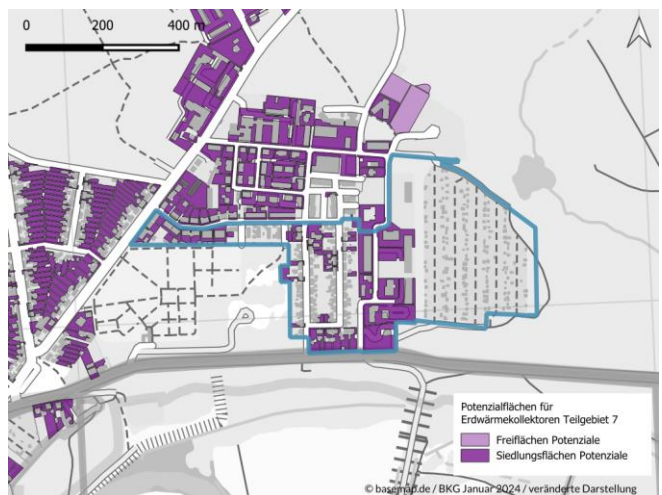 0 200 400 m
Potenzialflächen für
Erdwärmekollektoren Teilgebiet 7
Freiflächen Potenziale
Siedlungsflächen Potenziale
© basemap.de / BKG Januar 2024 / veränderte Darstellung